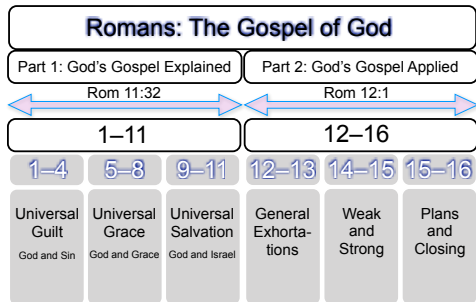 Romans: The Gospel of God
Part 1: God's Gospel Explained
Part 2: God's Gospel Applied
Rom 11:32
Rom 12:1
1–11
12–16
1–4
5–8
9–11
12–13
14–15
15–16
Universal
Guilt
God and Sin
Universal
Grace
God and Grace
Universal
Salvation
God and Israel
General
Exhorta-
tions
Weak
and
Strong
Plans
and
Closing